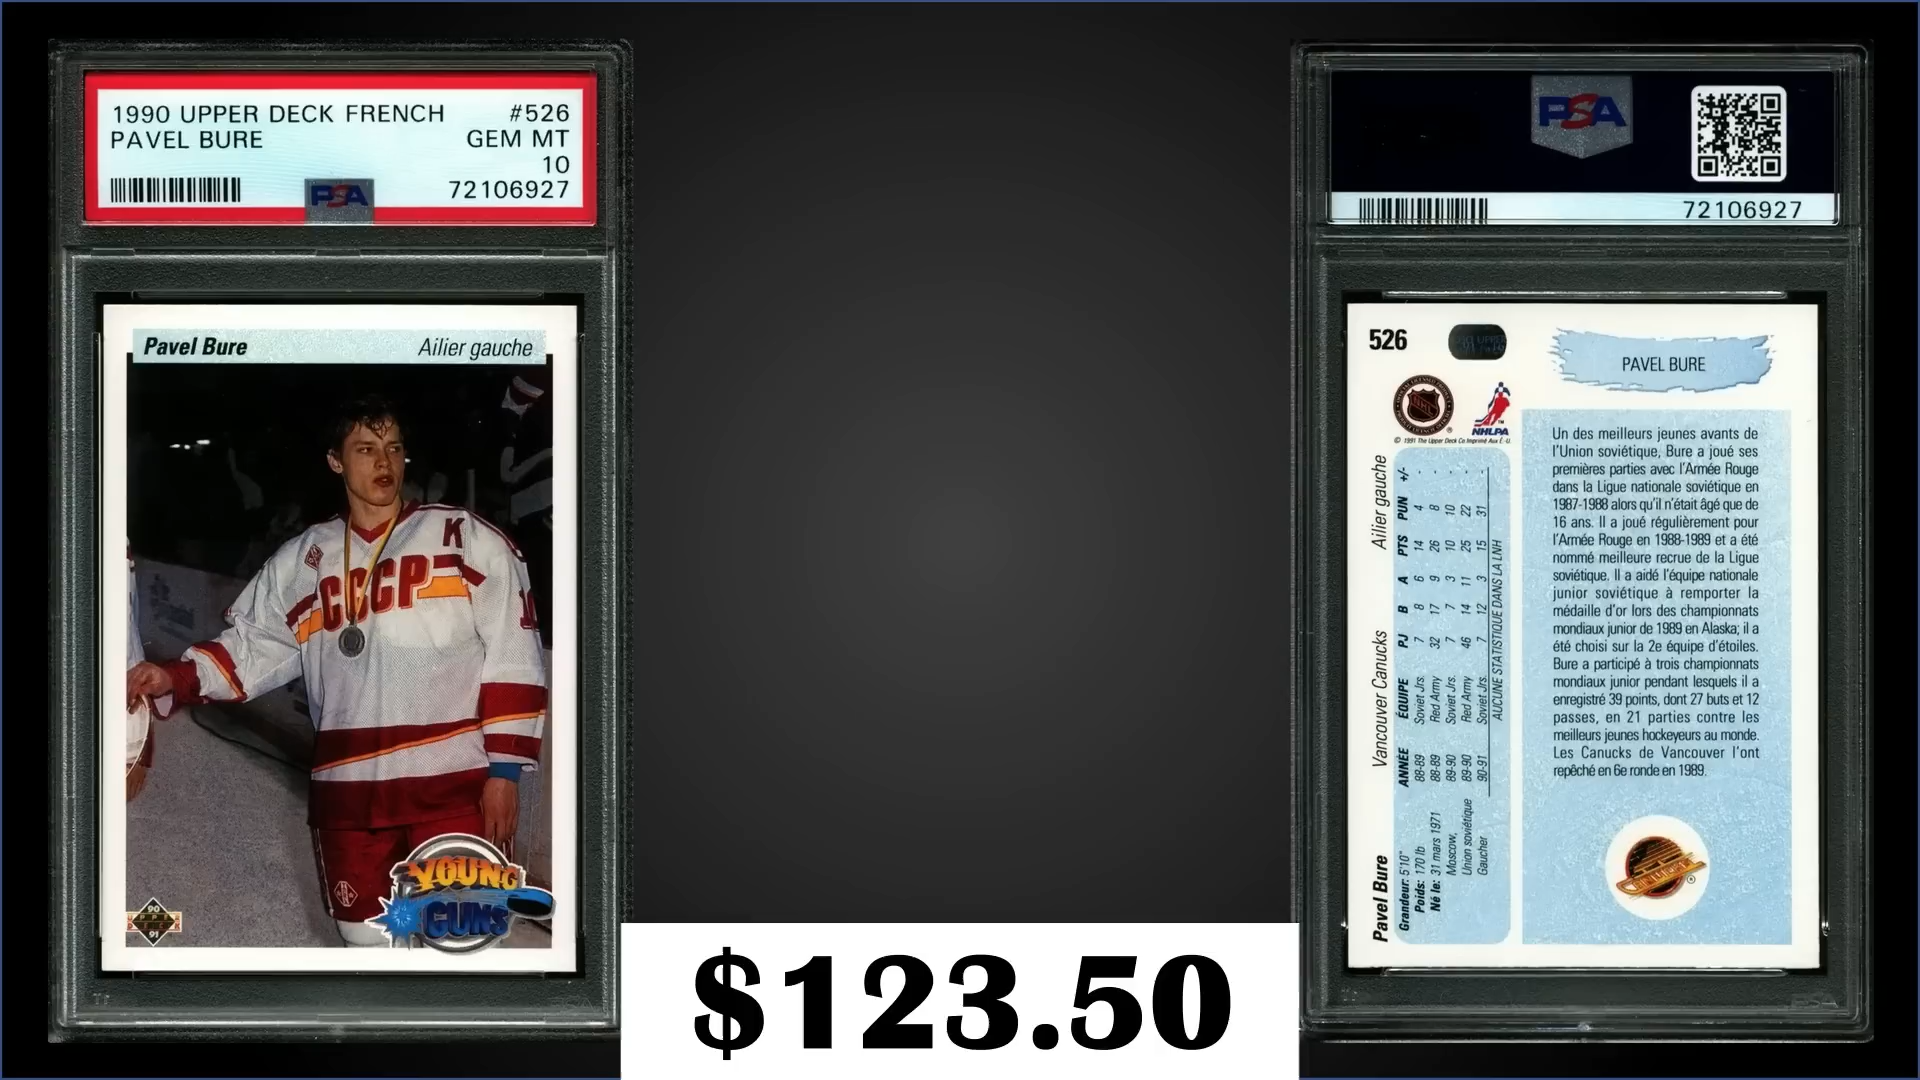 1990 UPPER DECK FRENCH #526
PAVEL BURE GEM MT
10
PSA 72106927
Pavel Bure Ailier gauche
K
CCCP
YOUNG
GUNS
90
UPPER
DECK
91
$123.50
PSA
72106927
526
PAVEL BURE
NHLPA
© 1991 The Upper Deck Co Imprimé Aux É.-U.
Un des meilleurs jeunes avants de
l'Union soviétique, Bure a joué ses
premières parties avec l'Armée Rouge
dans la Ligue nationale soviétique en
1987-1988 alors qu'il n'était âgé que de
16 ans. Il a joué régulièrement pour
l'Armée Rouge en 1988-1989 et a été
nommé meilleure recrue de la Ligue
soviétique. Il a aidé l'équipe nationale
junior soviétique à remporter la
médaille d'or lors des championnats
mondiaux junior de 1989 en Alaska; il a
été choisi sur la 2e équipe d'étoiles.
Bure a participé à trois championnats
mondiaux junior pendant lesquels il a
enregistré 39 points, dont 27 buts et 12
passes, en 21 parties contre les
meilleurs jeunes hockeyeurs au monde.
Les Canucks de Vancouver l'ont
repêché en 6e ronde en 1989.
Pavel Bure Vancouver Canucks Ailier gauche
Grandeur: 5'10"
Poids: 170 lb
Né le: 31 mars 1971
Moscow,
Union soviétique
Gaucher
ANNÉE ÉQUIPE PJ B A PTS PUN +/-
88-89 Soviet Jrs. 7 8 6 14 4 -
88-89 Red Army 32 17 9 26 8 -
89-90 Soviet Jrs. 7 7 3 10 10 -
89-90 Red Army 46 14 11 25 22 -
90-91 Soviet Jrs. 7 12 3 15 31 -
AUCUNE STATISTIQUE DANS LA LNH